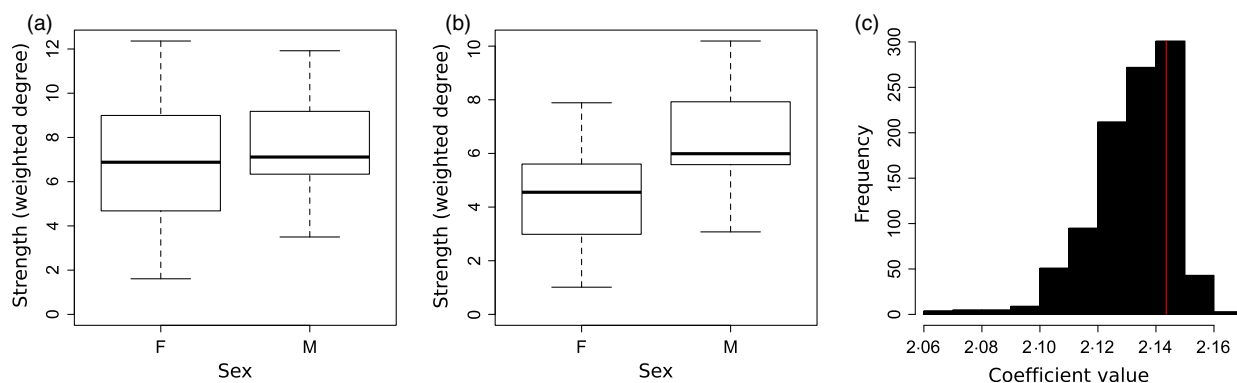 (a)
Strength (weighted degree)
12
10
8
6
4
2
0
F
M
Sex
(b)
Strength (weighted degree)
10
8
6
4
2
0
F
M
Sex
(c)
Frequency
300
250
200
150
100
50
0
2·06 2·08 2·10 2·12 2·14 2·16
Coefficient value